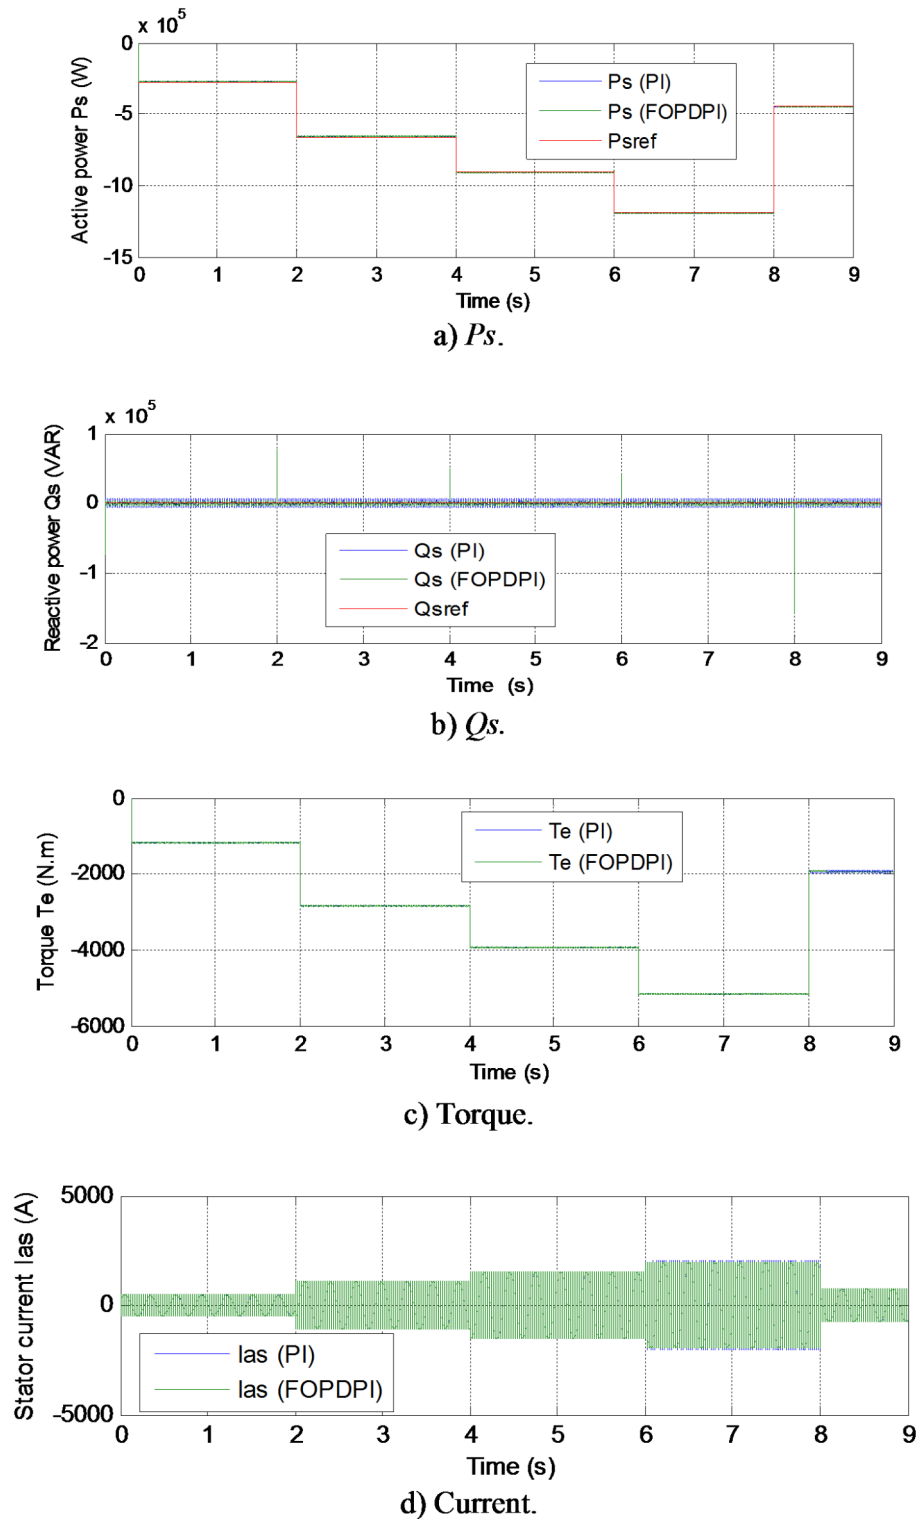 x 10⁵
0
-5
-10
-15
Active power Ps (W)
Ps (PI)
Ps (FOPDPI)
Psref
0 1 2 3 4 5 6 7 8 9
Time (s)
a) Ps.
x 10⁵
1
0
-1
-2
Reactive power Qs (VAR)
Qs (PI)
Qs (FOPDPI)
Qsref
0 1 2 3 4 5 6 7 8 9
Time (s)
b) Qs.
0
-2000
-4000
-6000
Torque Te (N.m)
Te (PI)
Te (FOPDPI)
0 1 2 3 4 5 6 7 8 9
Time (s)
c) Torque.
5000
0
-5000
Stator current Ias (A)
Ias (PI)
Ias (FOPDPI)
0 1 2 3 4 5 6 7 8 9
Time (s)
d) Current.